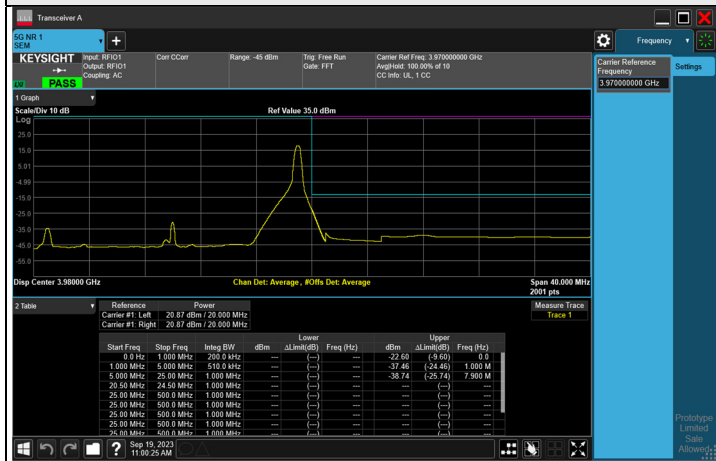 Transceiver A
5G NR 1
SEM
Frequency
KEYSIGHT
Input: RFIO1
Output: RFIO1
Coupling: AC
Corr CCorr
Range: -45 dBm
Trig: Free Run
Gate: FFT
Carrier Ref Freq: 3.970000000 GHz
Avg|Hold: 100.00% of 10
CC Info: UL, 1 CC
PASS
Carrier Reference
Frequency
3.970000000 GHz
Settings
1 Graph
Scale/Div 10 dB
Ref Value 35.0 dBm
Log
25.0
15.0
5.01
-4.99
-15.0
-25.0
-35.0
-45.0
-55.0
Disp Center 3.98000 GHz
Chan Det: Average , #Offs Det: Average
Span 40.000 MHz
2001 pts
2 Table
Reference Power
Carrier #1: Left 20.87 dBm / 20.000 MHz
Carrier #1: Right 20.87 dBm / 20.000 MHz
Measure Trace
Trace 1
Lower Upper
Start Freq Stop Freq Integ BW dBm ΔLimit(dB) Freq (Hz) dBm ΔLimit(dB) Freq (Hz)
0.0 Hz 1.000 MHz 200.0 kHz --- (---) --- -22.60 (-9.60) 0.0
1.000 MHz 5.000 MHz 510.0 kHz --- (---) --- -37.46 (-24.46) 1.000 M
5.000 MHz 25.00 MHz 1.000 MHz --- (---) --- -38.74 (-25.74) 7.900 M
20.50 MHz 24.50 MHz 1.000 MHz --- (---) --- --- (---) ---
25.00 MHz 500.0 MHz 1.000 MHz --- (---) --- --- (---) ---
25.00 MHz 500.0 MHz 1.000 MHz --- (---) --- --- (---) ---
25.00 MHz 500.0 MHz 1.000 MHz --- (---) --- --- (---) ---
25.00 MHz 500.0 MHz 1.000 MHz --- (---) --- --- (---) ---
25.00 MHz 500.0 MHz 1.000 MHz --- (---) --- --- (---) ---
Prototype
Limited
Sale
Allowed
Sep 19, 2023
11:00:25 AM